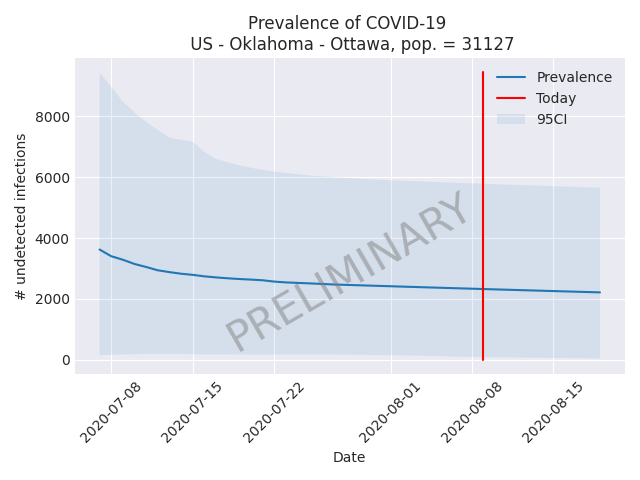 Prevalence of COVID-19
US - Oklahoma - Ottawa, pop. = 31127
Prevalence
Today
95CI
8000
6000
4000
2000
0
# undetected infections
PRELIMINARY
2020-07-08
2020-07-15
2020-07-22
2020-08-01
2020-08-08
2020-08-15
Date